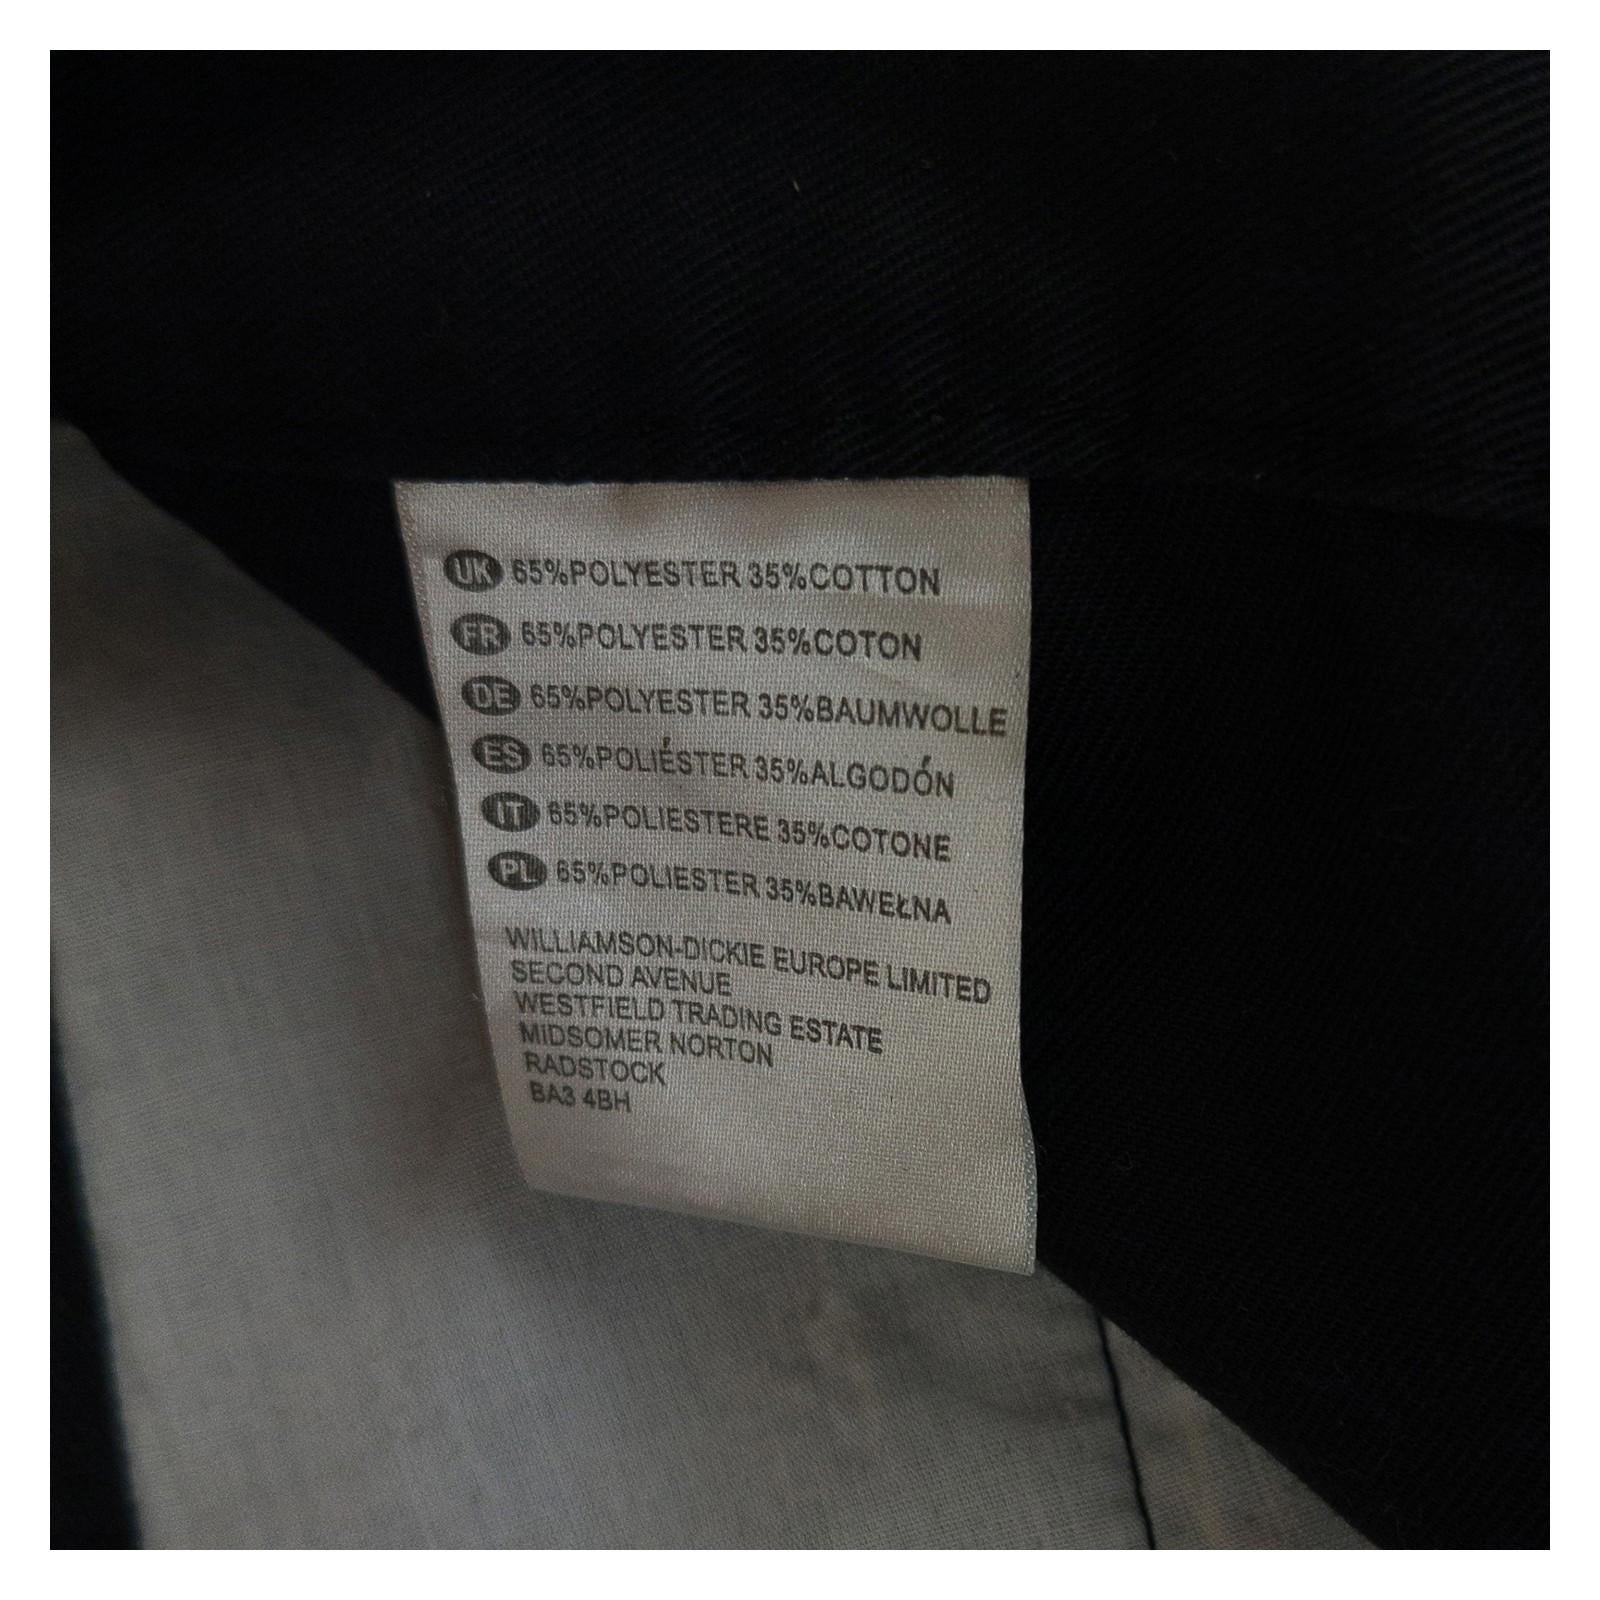 UK 65%POLYESTER 35%COTTON
FR 65%POLYESTER 35%COTON
DE 65%POLYESTER 35%BAUMWOLLE
ES 65%POLIÉSTER 35%ALGODÓN
IT 65%POLIESTERE 35%COTONE
PL 65%POLIESTER 35%BAWEŁNA
WILLIAMSON-DICKIE EUROPE LIMITED
SECOND AVENUE
WESTFIELD TRADING ESTATE
MIDSOMER NORTON
RADSTOCK
BA3 4BH